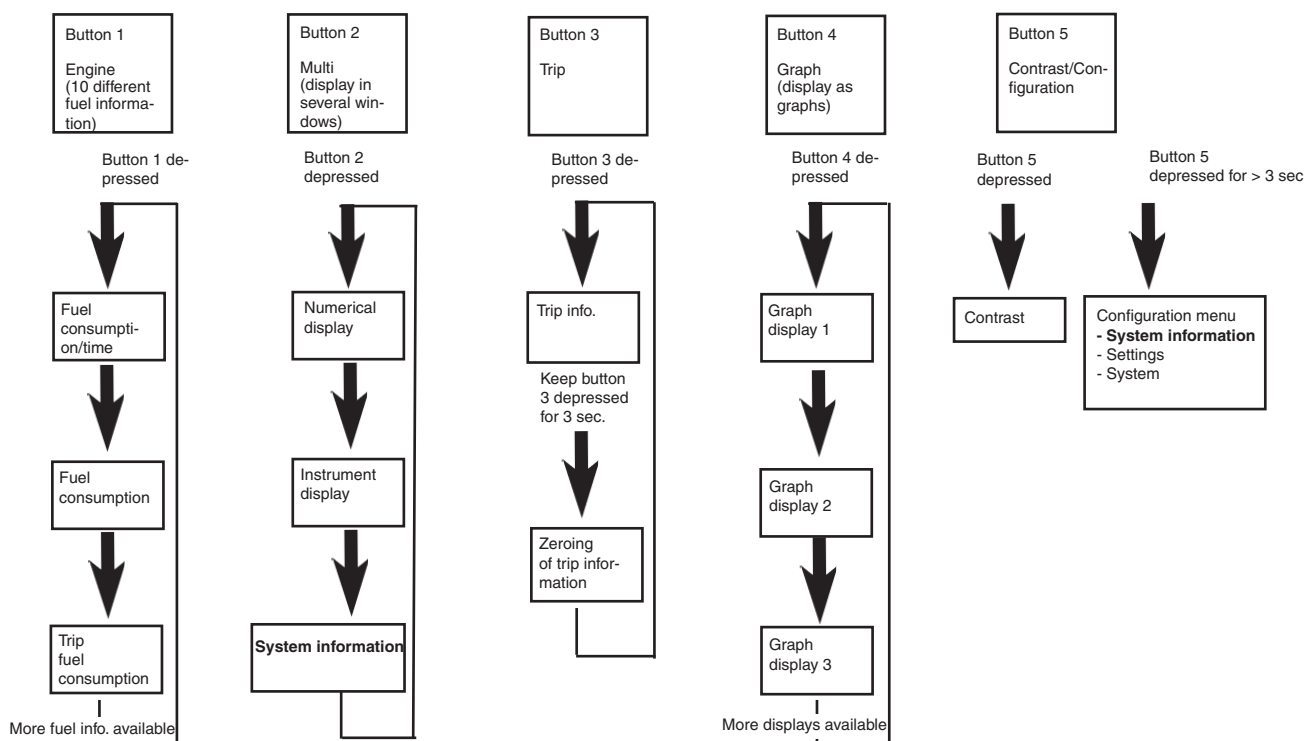 Button 1
Engine
(10 different
fuel informa-
tion)
Button 1 de-
pressed
Fuel
consumpti-
on/time
Fuel
consumption
Trip
fuel
consumption
More fuel info. available
Button 2
Multi
(display in
several win-
dows)
Button 2
depressed
Numerical
display
Instrument
display
System information
Button 3
Trip
Button 3 de-
pressed
Trip info.
Keep button
3 depressed
for 3 sec.
Zeroing
of trip infor-
mation
Button 4
Graph
(display as
graphs)
Button 4 de-
pressed
Graph
display 1
Graph
display 2
Graph
display 3
More displays available
Button 5
Contrast/Con-
figuration
Button 5
depressed
Contrast
Button 5
depressed for > 3 sec
Configuration menu
- System information
- Settings
- System